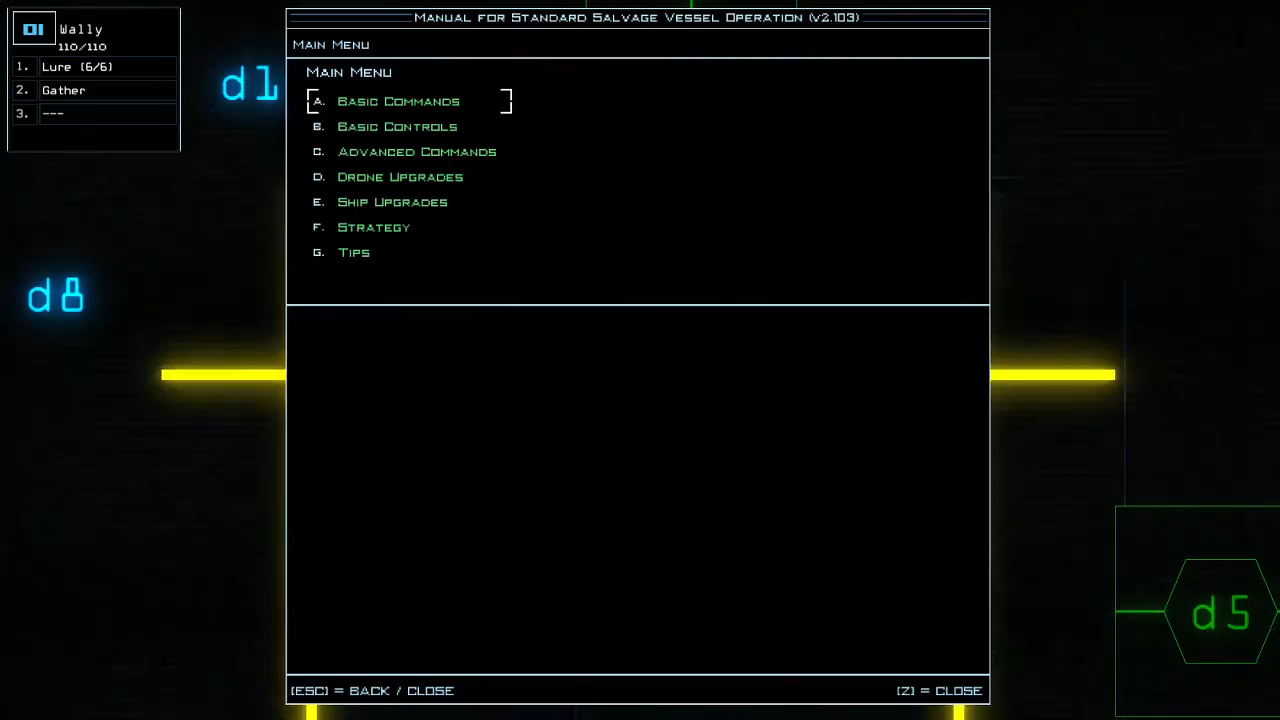 01 Wally
110/110
1. Lure (6/6)
2. Gather
3. ---
d8
d5
Manual for Standard Salvage Vessel Operation (v2.103)
Main Menu
Main Menu
A. Basic Commands
B. Basic Controls
C. Advanced Commands
D. Drone Upgrades
E. Ship Upgrades
F. Strategy
G. Tips
[ESC] = Back / Close
[Z] = Close